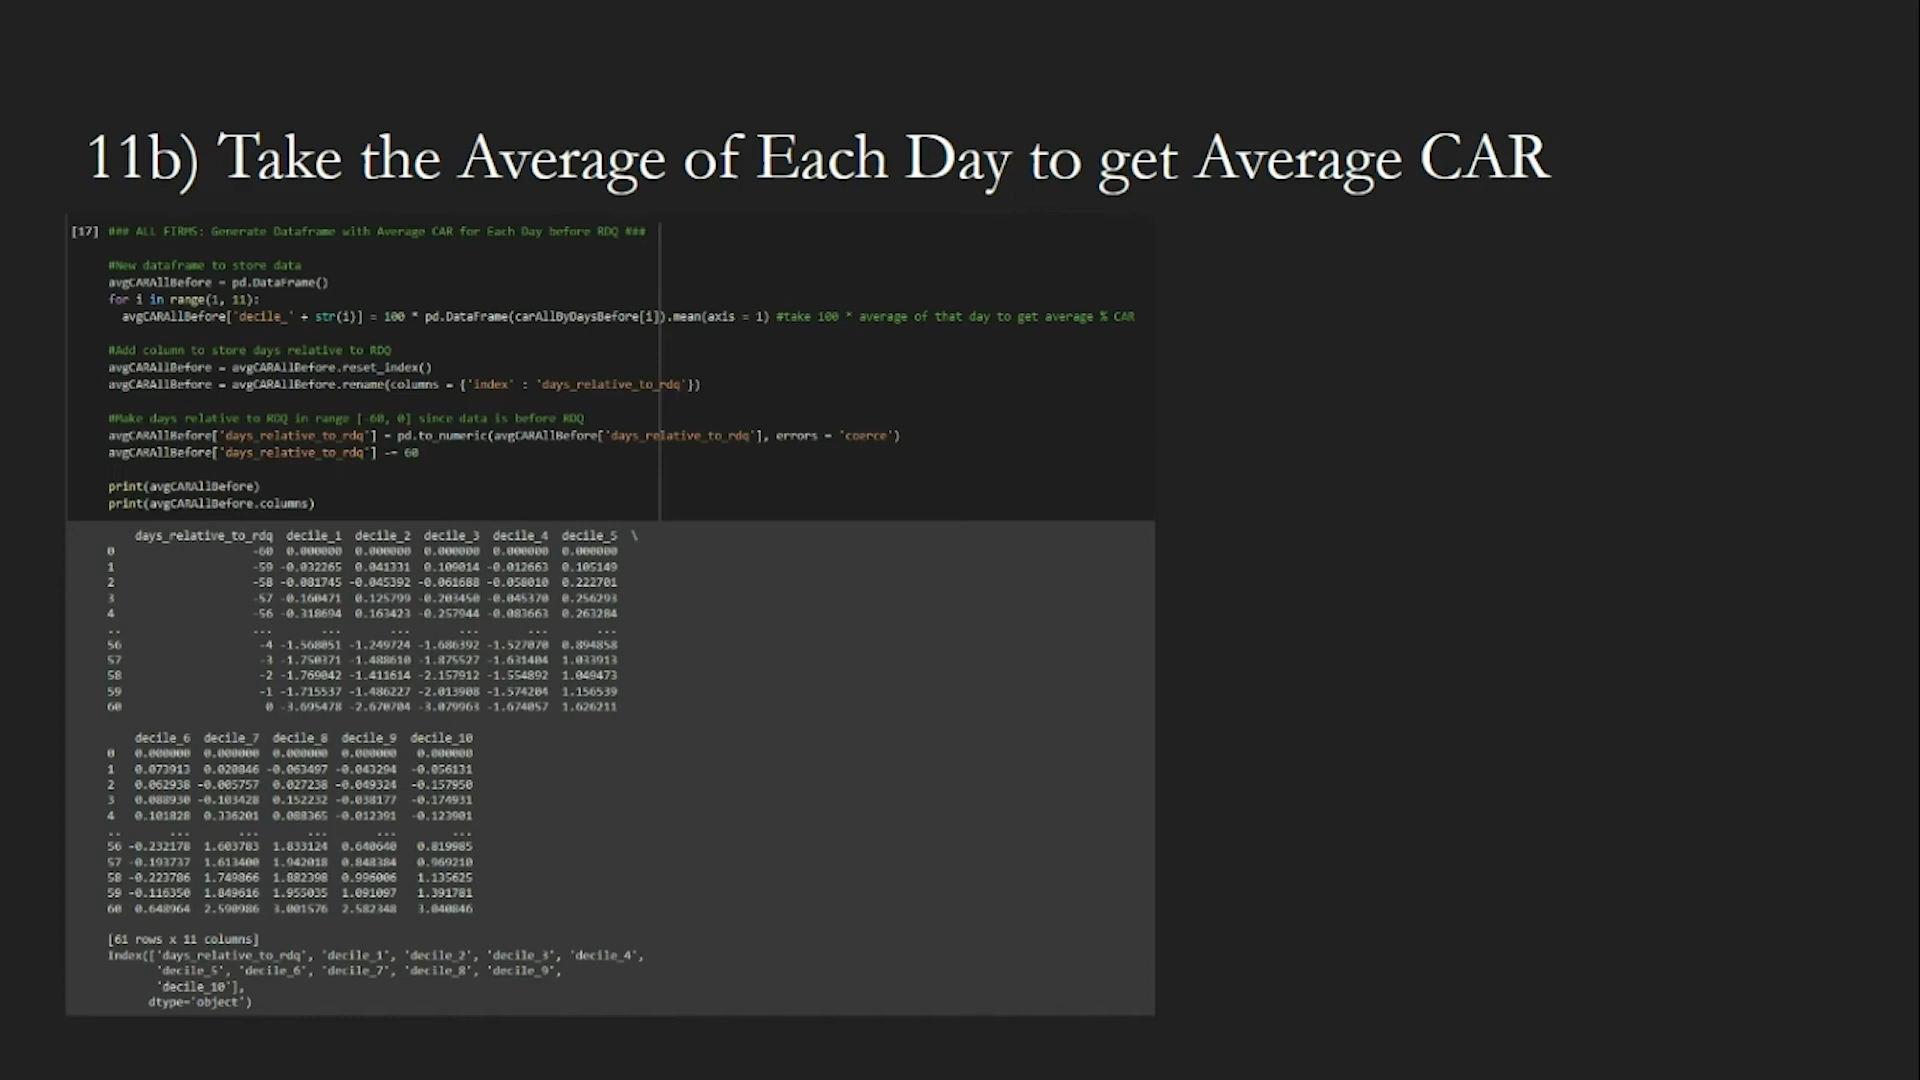 11b) Take the Average of Each Day to get Average CAR
[17] ### ALL FIRMS: Generate Dataframe with Average CAR for Each Day before RDQ ###
#New dataframe to store data
avgCARAllBefore = pd.DataFrame()
for i in range(1, 11):
avgCARAllBefore['decile_' + str(i)] = 100 * pd.DataFrame(carAllByDaysBefore[i]).mean(axis = 1) #take 100 * average of that day to get average % CAR
#Add column to store days relative to RDQ
avgCARAllBefore = avgCARAllBefore.reset_index()
avgCARAllBefore = avgCARAllBefore.rename(columns = {'index' : 'days_relative_to_rdq'})
#Make days relative to RDQ in range [-60, 0] since data is before RDQ
avgCARAllBefore['days_relative_to_rdq'] = pd.to_numeric(avgCARAllBefore['days_relative_to_rdq'], errors = 'coerce')
avgCARAllBefore['days_relative_to_rdq'] -= 60
print(avgCARAllBefore)
print(avgCARAllBefore.columns)
days_relative_to_rdq decile_1 decile_2 decile_3 decile_4 decile_5 \
0 -60 0.000000 0.000000 0.000000 0.000000 0.000000
1 -59 -0.032265 0.041331 0.109014 -0.012663 0.105149
2 -58 -0.081745 -0.045392 -0.061688 -0.058010 0.222701
3 -57 -0.160471 0.125799 -0.203450 -0.045370 0.256293
4 -56 -0.318694 0.163423 -0.257944 -0.083663 0.263284
.. ... ... ... ... ... ...
56 -4 -1.568051 -1.249724 -1.686392 -1.527070 0.894858
57 -3 -1.750371 -1.488610 -1.875527 -1.631404 1.033913
58 -2 -1.769042 -1.411614 -2.157912 -1.554892 1.049473
59 -1 -1.715537 -1.486227 -2.013908 -1.574204 1.156539
60 0 -3.695478 -2.670704 -3.079963 -1.674057 1.626211
decile_6 decile_7 decile_8 decile_9 decile_10
0 0.000000 0.000000 0.000000 0.000000 0.000000
1 0.073913 0.020846 -0.063497 -0.043294 -0.056131
2 0.062938 -0.005757 0.027238 -0.049324 -0.157950
3 0.088930 -0.103428 0.152232 -0.038177 -0.174931
4 0.101828 0.336201 0.088365 -0.012391 -0.123901
.. ... ... ... ... ...
56 -0.232178 1.603783 1.833124 0.640640 0.819985
57 -0.193737 1.613400 1.942018 0.848384 0.969210
58 -0.223786 1.749866 1.882398 0.996006 1.135625
59 -0.116350 1.849616 1.955035 1.091097 1.391781
60 0.648964 2.590986 3.001576 2.582348 3.040846
[61 rows x 11 columns]
Index(['days_relative_to_rdq', 'decile_1', 'decile_2', 'decile_3', 'decile_4',
'decile_5', 'decile_6', 'decile_7', 'decile_8', 'decile_9',
'decile_10'],
dtype='object')